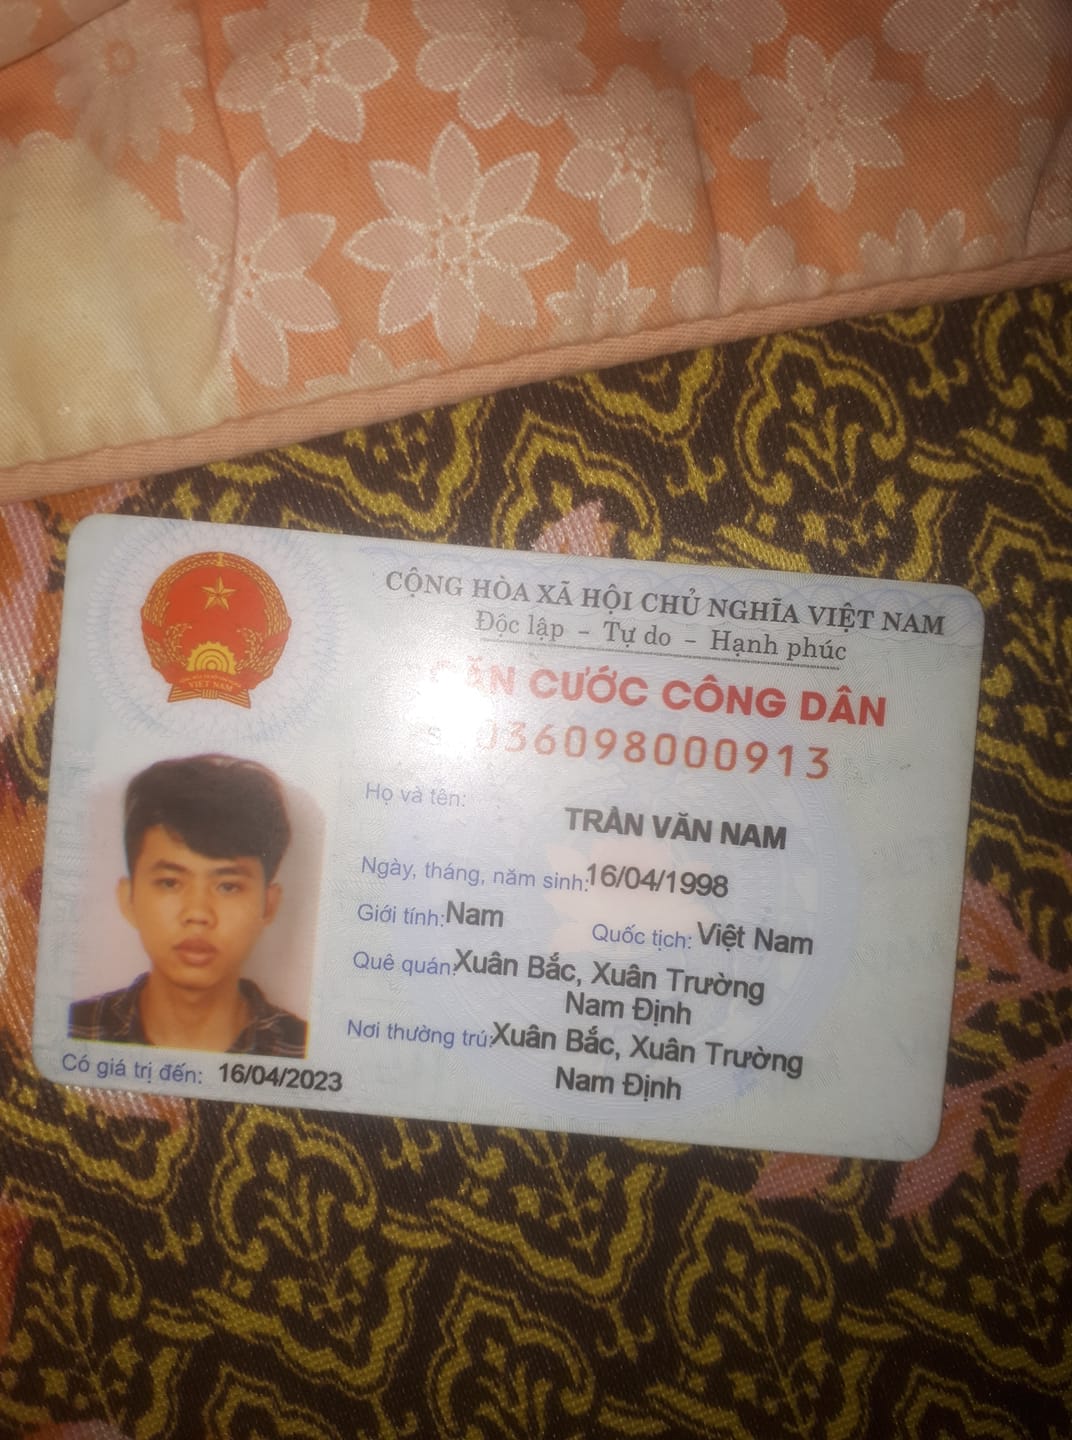 CỘNG HÒA XÃ HỘI CHỦ NGHĨA VIỆT NAM
Độc lập - Tự do - Hạnh phúc
CĂN CƯỚC CÔNG DÂN
036098000913
Họ và tên:
TRẦN VĂN NAM
Ngày, tháng, năm sinh: 16/04/1998
Giới tính: Nam Quốc tịch: Việt Nam
Quê quán: Xuân Bắc, Xuân Trường
Nam Định
Nơi thường trú: Xuân Bắc, Xuân Trường
Nam Định
Có giá trị đến: 16/04/2023
VIỆT NAM